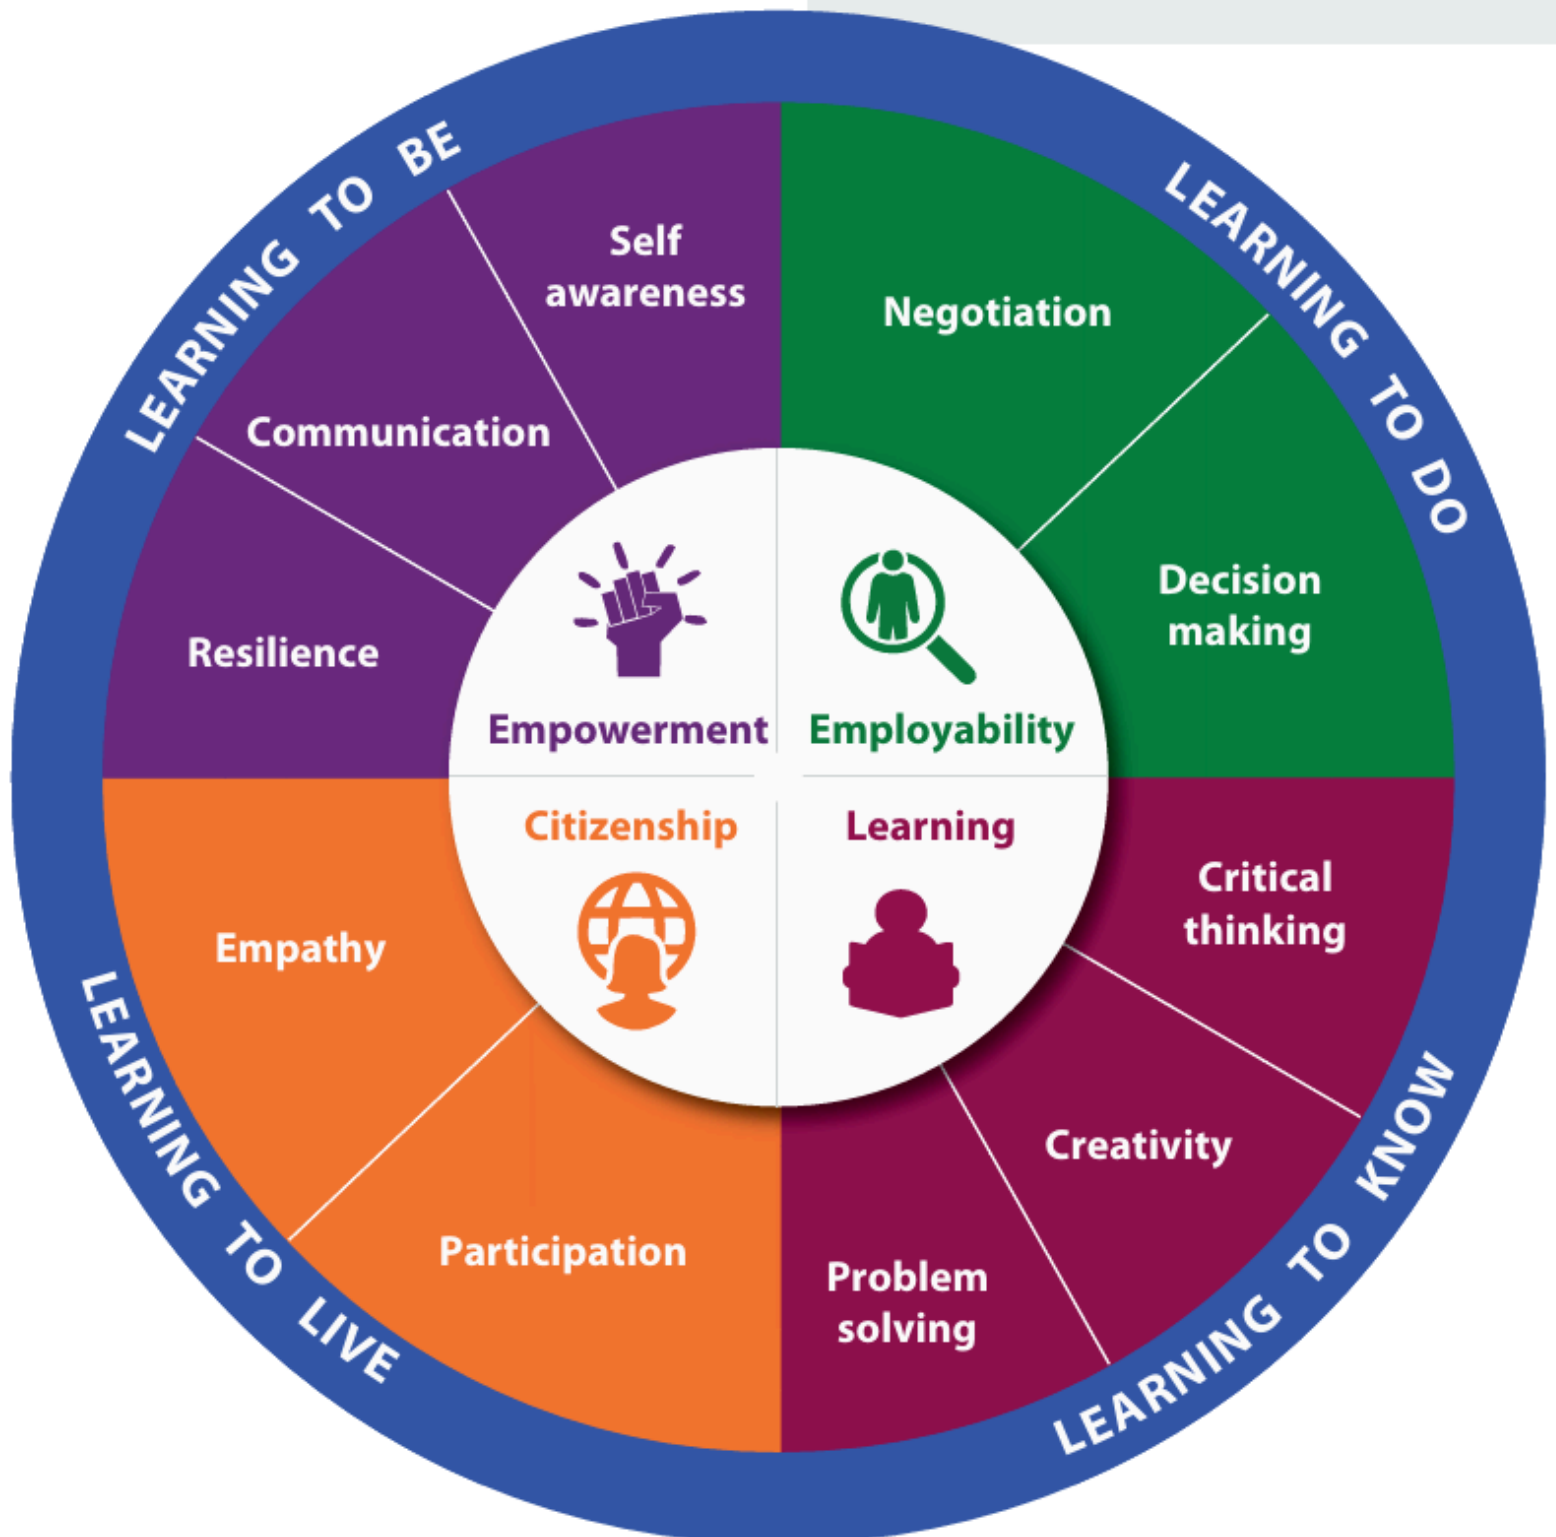 LEARNING TO BE
LEARNING TO DO
Self
awareness
Negotiation
Communication
Decision
making
Resilience
Empowerment
Employability
Citizenship
Learning
Critical
thinking
Empathy
Creativity
Participation
Problem
solving
LEARNING TO LIVE
LEARNING TO KNOW